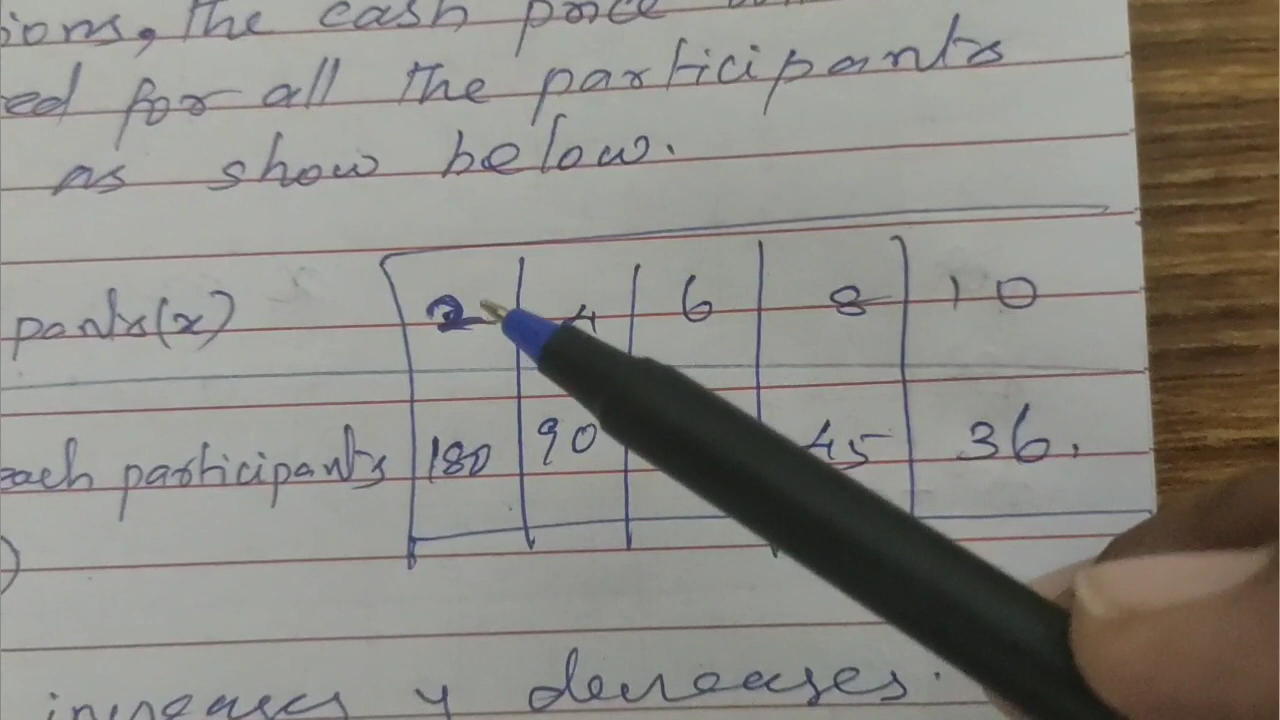 ions, the cash
ed for all the participants
as show below.
pants(x) 2 4 6 8 10
each participants 180 90 45 36.
)
increases y decreases.